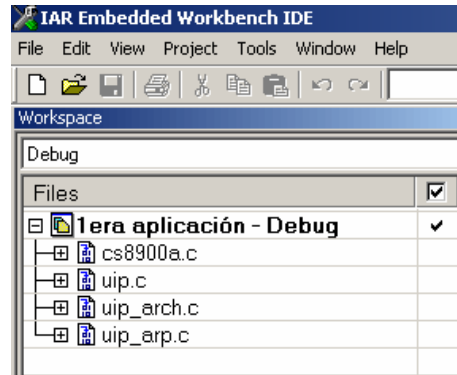 IAR Embedded Workbench IDE
File Edit View Project Tools Window Help
Workspace
Debug
Files
1era aplicación - Debug
cs8900a.c
uip.c
uip_arch.c
uip_arp.c